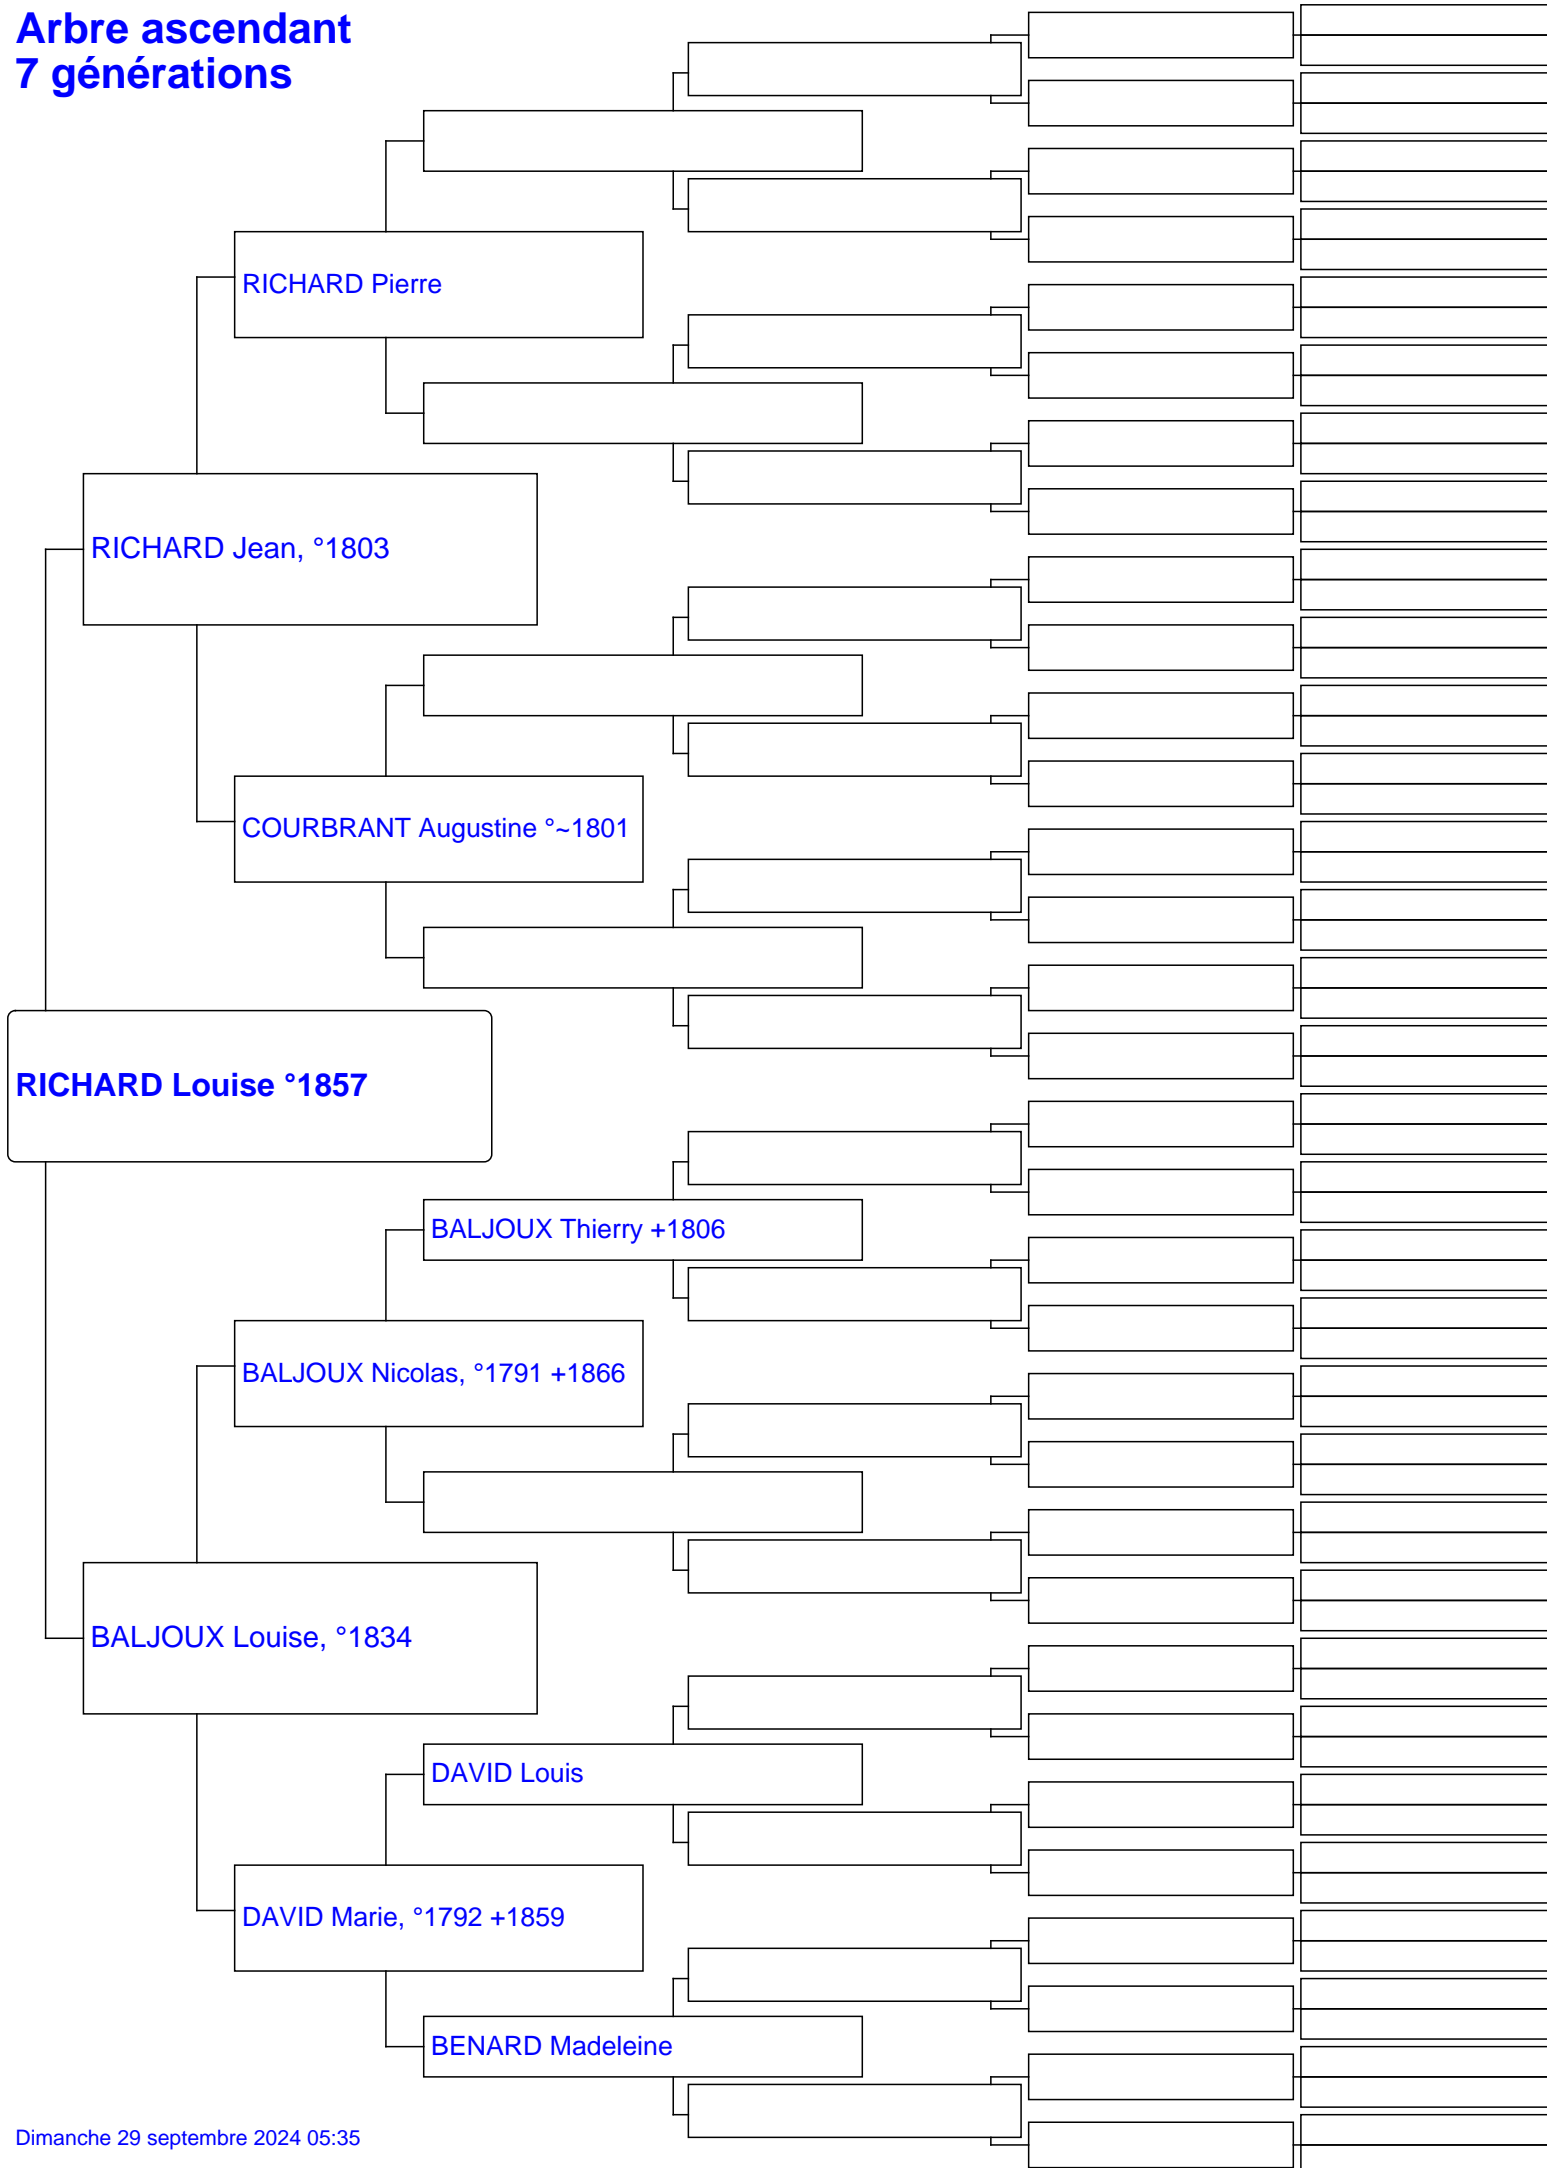 Arbre ascendant
7 générations
RICHARD Pierre
RICHARD Jean, °1803
COURBRANT Augustine °~1801
RICHARD Louise °1857
BALJOUX Thierry +1806
BALJOUX Nicolas, °1791 +1866
BALJOUX Louise, °1834
DAVID Louis
DAVID Marie, °1792 +1859
BENARD Madeleine
Dimanche 29 septembre 2024 05:35